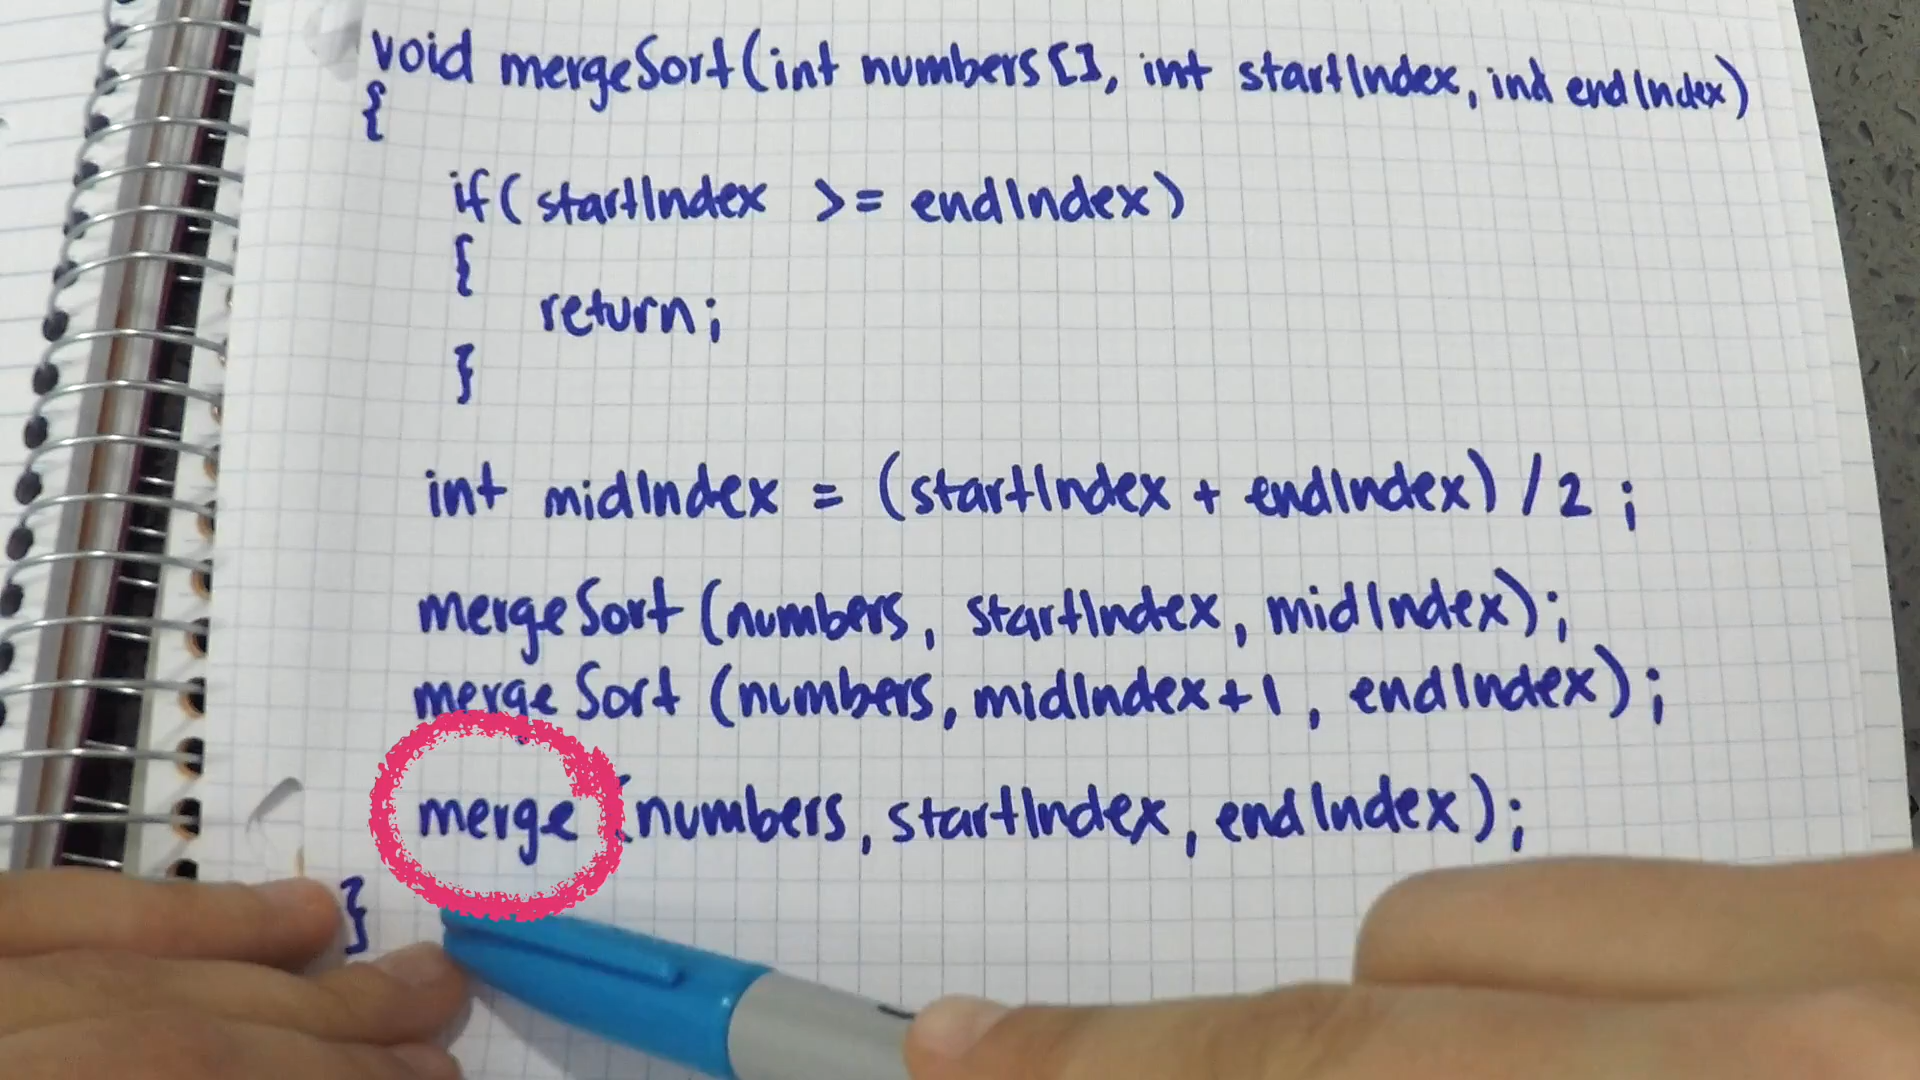 void mergeSort(int numbers[], int startIndex, ind endIndex)
{
if(startIndex >= endIndex)
{
return;
}
int midIndex = (startIndex + endIndex) / 2 ;
mergeSort (numbers, startIndex, midIndex);
mergeSort (numbers, midIndex+1, endIndex);
merge (numbers, startIndex, endIndex);
}